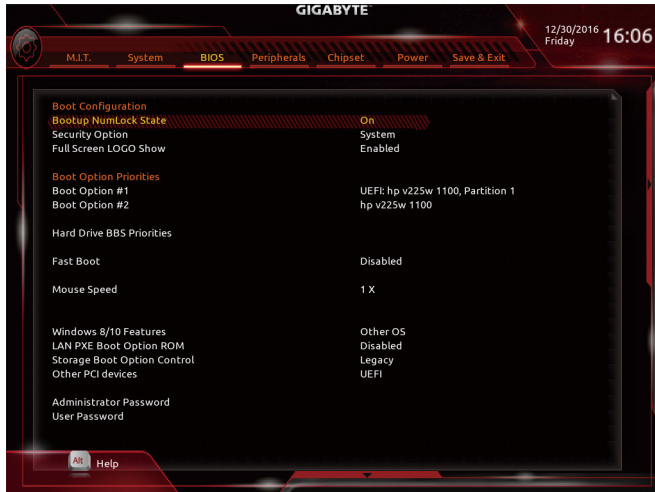 GIGABYTE
12/30/2016 16:06
Friday
M.I.T. System BIOS Peripherals Chipset Power Save & Exit
Boot Configuration
Bootup NumLock State On
Security Option System
Full Screen LOGO Show Enabled
Boot Option Priorities
Boot Option #1 UEFI: hp v225w 1100, Partition 1
Boot Option #2 hp v225w 1100
Hard Drive BBS Priorities
Fast Boot Disabled
Mouse Speed 1 X
Windows 8/10 Features Other OS
LAN PXE Boot Option ROM Disabled
Storage Boot Option Control Legacy
Other PCI devices UEFI
Administrator Password
User Password
Alt Help